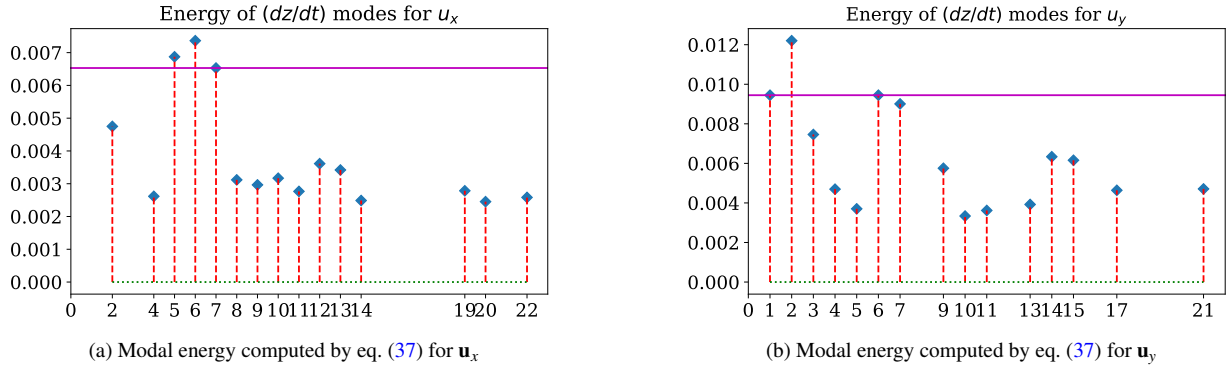 Energy of (dz/dt) modes for u_x
0.007
0.006
0.005
0.004
0.003
0.002
0.001
0.000
0 2 4 5 6 7 8 9 10 11 12 13 14 19 20 22
(a) Modal energy computed by eq. (37) for u_x
Energy of (dz/dt) modes for u_y
0.012
0.010
0.008
0.006
0.004
0.002
0.000
0 1 2 3 4 5 6 7 9 10 11 13 14 15 17 21
(b) Modal energy computed by eq. (37) for u_y